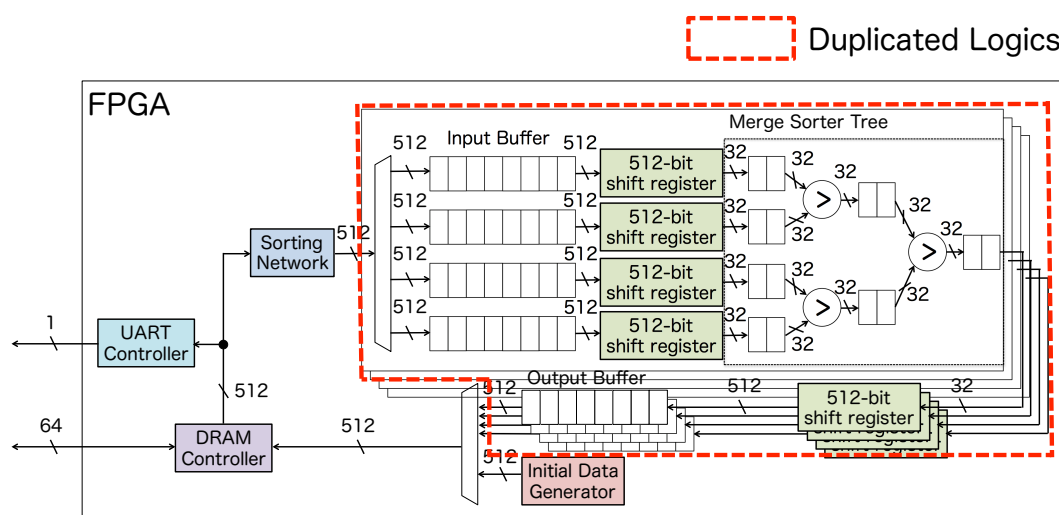 Duplicated Logics
FPGA
Merge Sorter Tree
Input Buffer
512
512
32
32
512-bit
shift register
32
32
512
512
32
512-bit
shift register
32
32
Sorting
Network
512
32
>
>
512
512
32
32
512-bit
shift register
32
32
512
512
32
512-bit
shift register
>
32
1
UART
Controller
512
Output Buffer
512
512
32
512-bit
shift register
shift register
64
DRAM
Controller
512
512
Initial Data
Generator